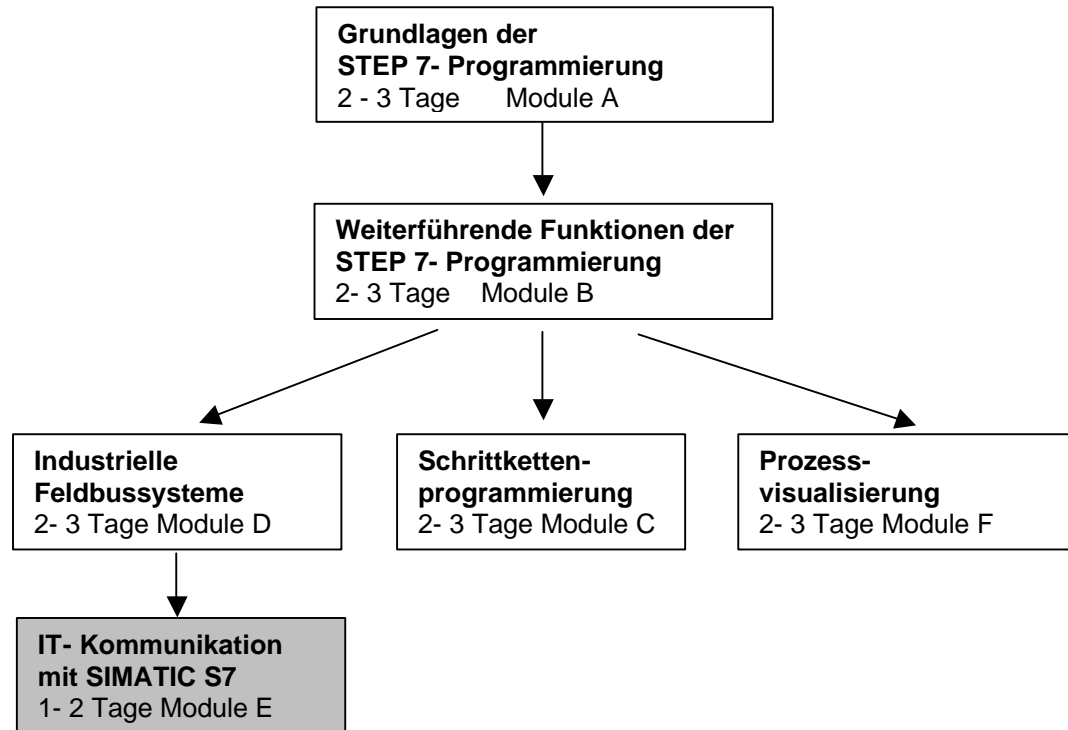 Grundlagen der
STEP 7- Programmierung
2 - 3 Tage Module A
Weiterführende Funktionen der
STEP 7- Programmierung
2- 3 Tage Module B
Industrielle
Feldbussysteme
2- 3 Tage Module D
Schrittketten-
programmierung
2- 3 Tage Module C
Prozess-
visualisierung
2- 3 Tage Module F
IT- Kommunikation
mit SIMATIC S7
1- 2 Tage Module E